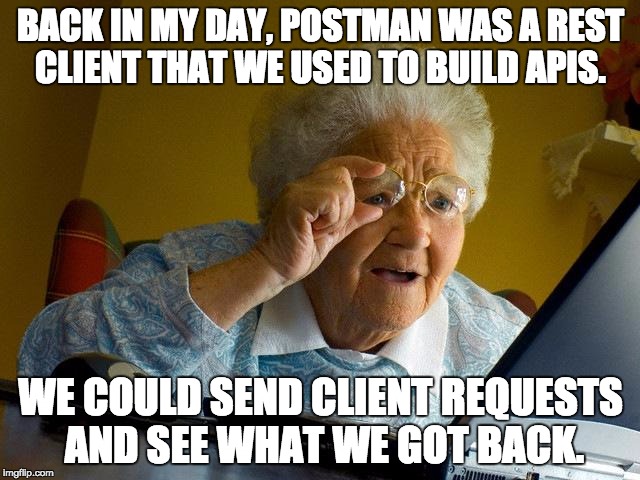 BACK IN MY DAY, POSTMAN WAS A REST
CLIENT THAT WE USED TO BUILD APIS.
WE COULD SEND CLIENT REQUESTS
AND SEE WHAT WE GOT BACK.
imgflip.com